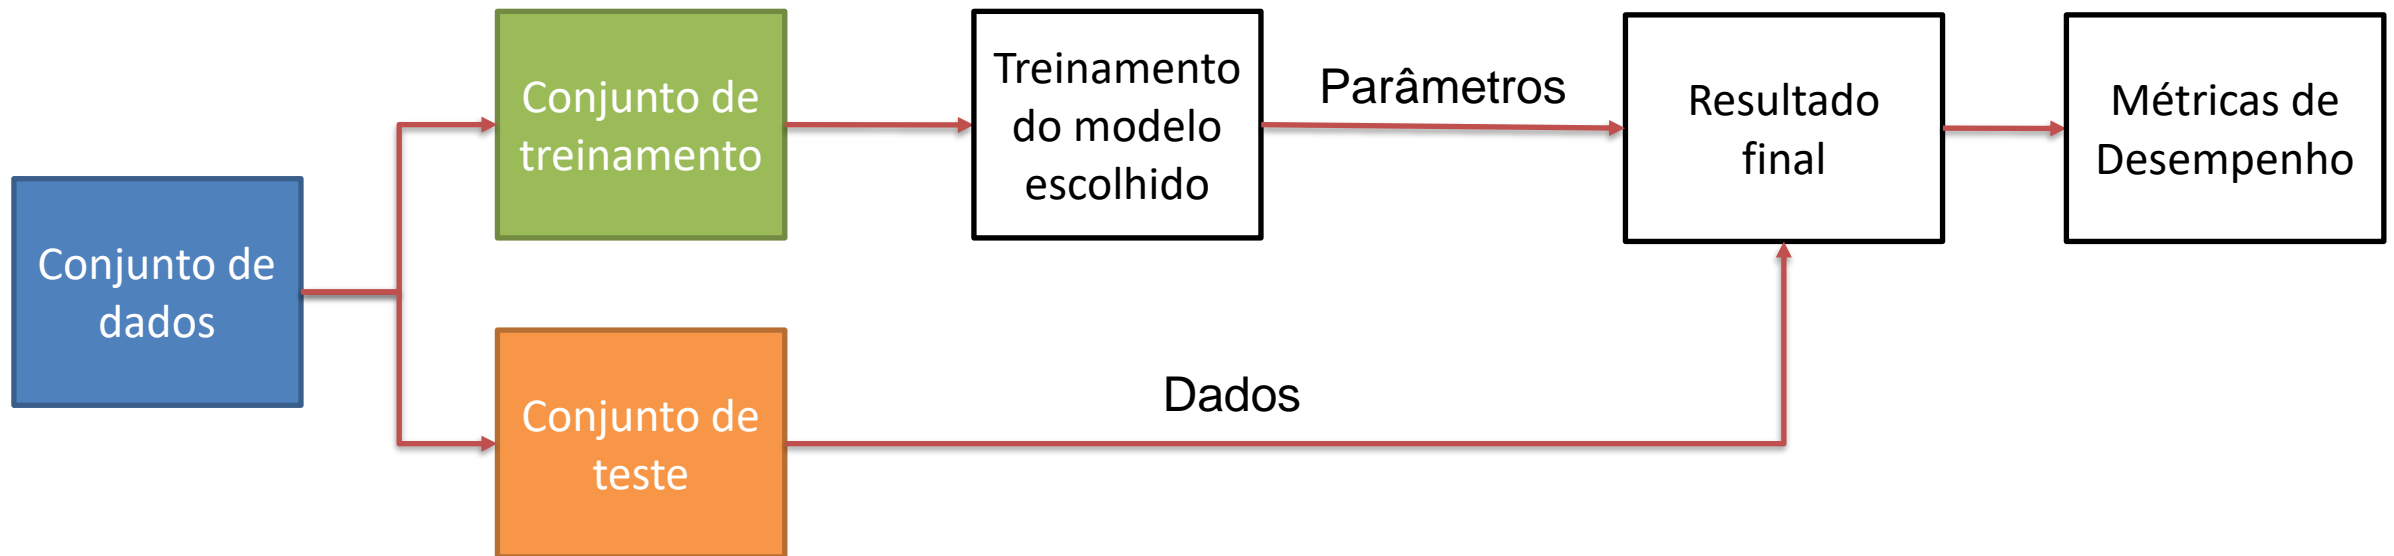 Conjunto de
dados
Conjunto de
treinamento
Treinamento
do modelo
escolhido
Parâmetros
Resultado
final
Métricas de
Desempenho
Conjunto de
teste
Dados